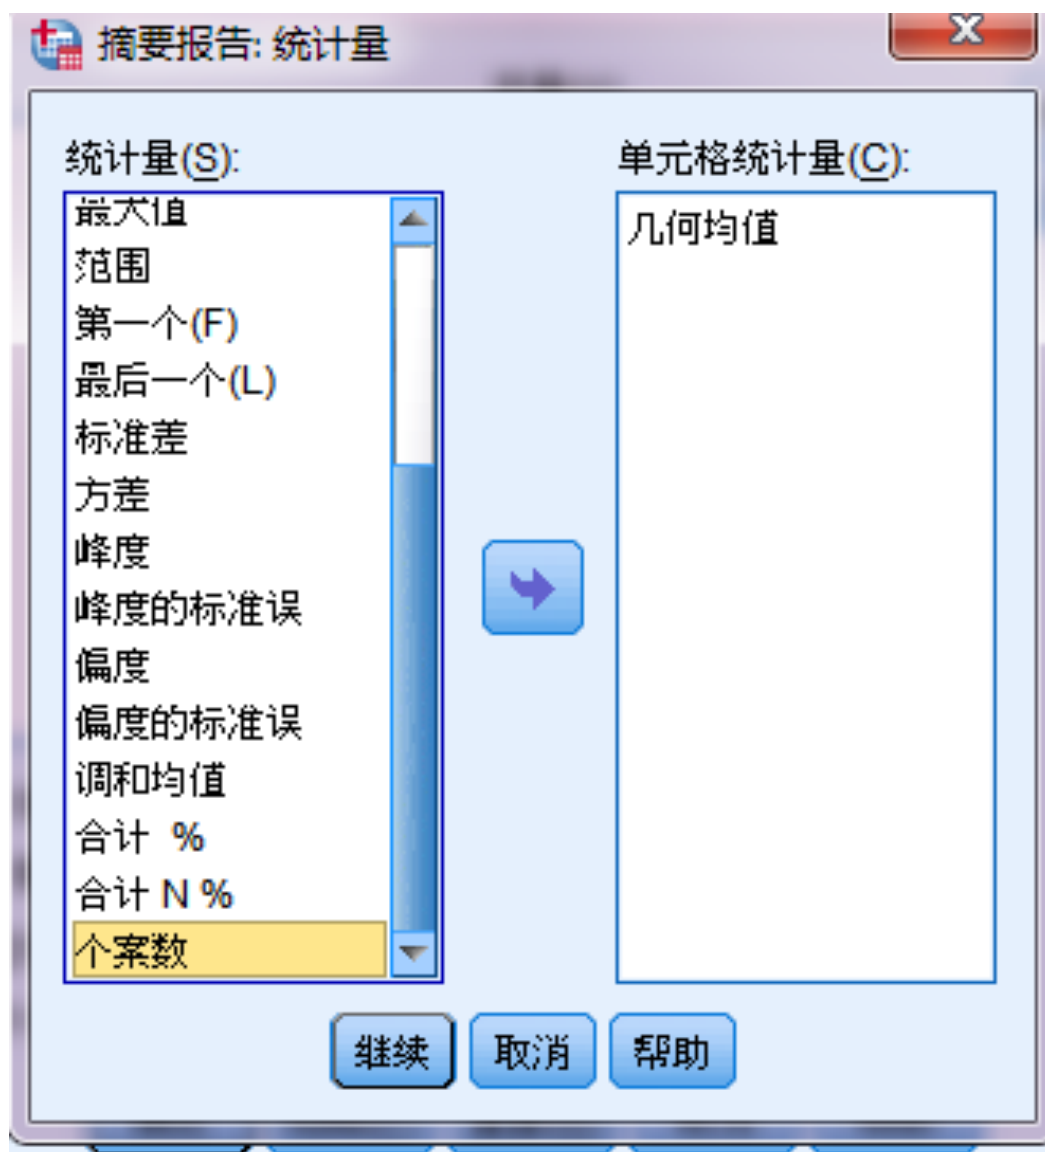 摘要报告: 统计量
统计量(S):
最大值
范围
第一个(F)
最后一个(L)
标准差
方差
峰度
峰度的标准误
偏度
偏度的标准误
调和均值
合计 %
合计 N %
个案数
单元格统计量(C):
几何均值
继续
取消
帮助